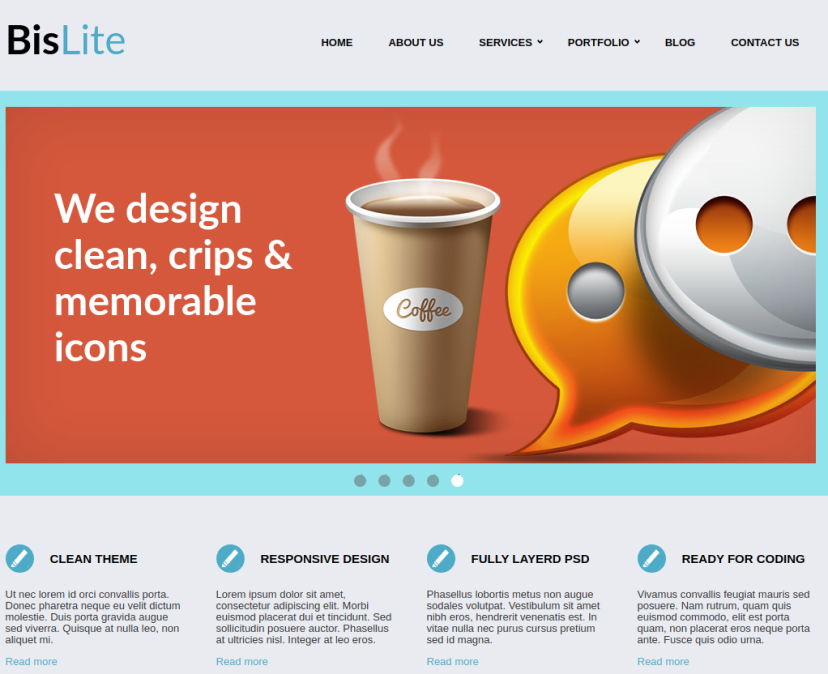 BisLite
HOME ABOUT US SERVICES PORTFOLIO BLOG CONTACT US
We design
clean, crips &
memorable
icons
Coffee
CLEAN THEME
Ut nec lorem id orci convallis porta.
Donec pharetra neque eu velit dictum
molestie. Duis porta gravida augue
sed viverra. Quisque at nulla leo, non
aliquet mi.
Read more
RESPONSIVE DESIGN
Lorem ipsum dolor sit amet,
consectetur adipiscing elit. Morbi
euismod placerat dui et tincidunt. Sed
sollicitudin posuere auctor. Phasellus
at ultricies nisl. Integer at leo eros.
Read more
FULLY LAYERD PSD
Phasellus lobortis metus non augue
sodales volutpat. Vestibulum sit amet
nibh eros, hendrerit venenatis est. In
vitae nulla nec purus cursus pretium
sed id magna.
Read more
READY FOR CODING
Vivamus convallis feugiat mauris sed
posuere. Nam rutrum, quam quis
euismod commodo, elit est porta
quam, non placerat eros neque porta
ante. Fusce quis odio urna.
Read more